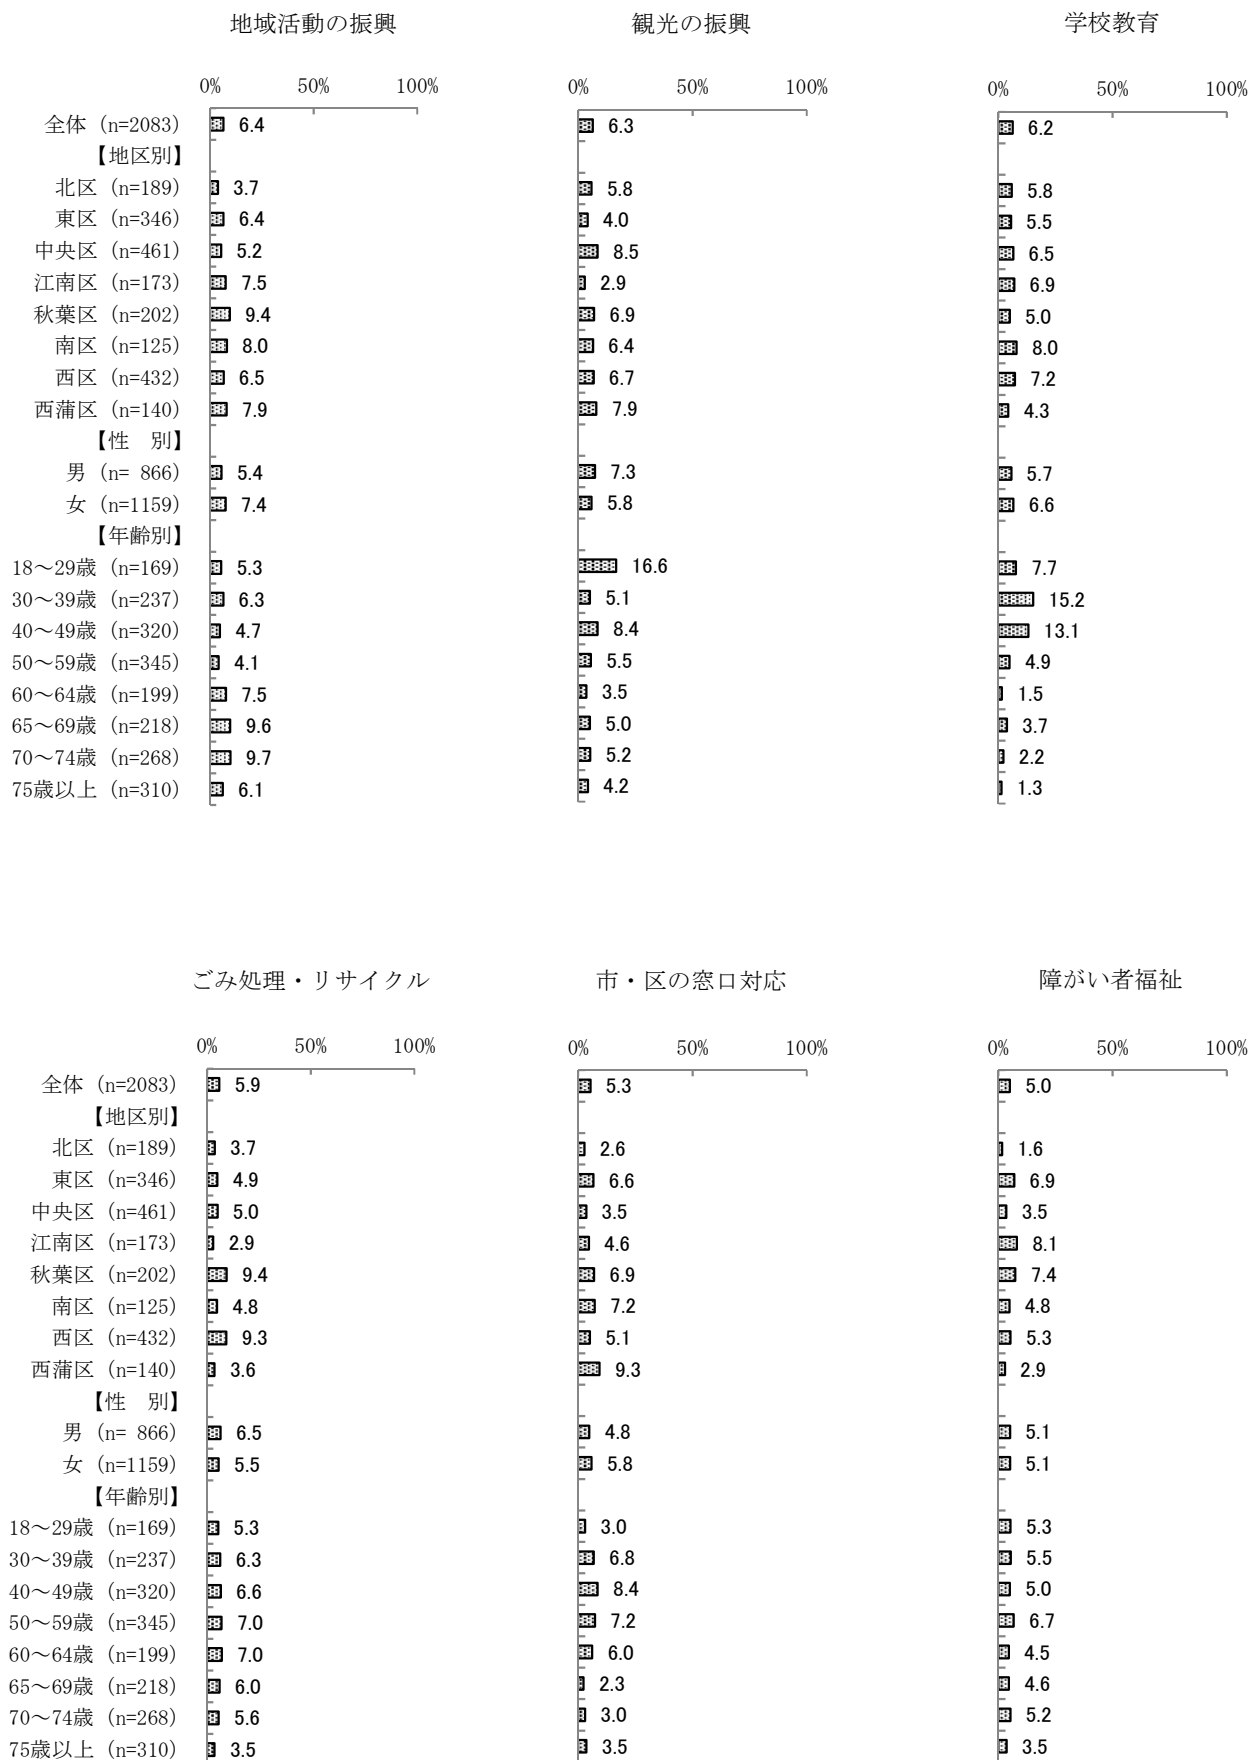 地域活動の振興 観光の振興 学校教育
0% 50% 100% 0% 50% 100% 0% 50% 100%
全体 (n=2083) 6.4 6.3 6.2
【地区別】
北区 (n=189) 3.7 5.8 5.8
東区 (n=346) 6.4 4.0 5.5
中央区 (n=461) 5.2 8.5 6.5
江南区 (n=173) 7.5 2.9 6.9
秋葉区 (n=202) 9.4 6.9 5.0
南区 (n=125) 8.0 6.4 8.0
西区 (n=432) 6.5 6.7 7.2
西蒲区 (n=140) 7.9 7.9 4.3
【性　別】
男 (n= 866) 5.4 7.3 5.7
女 (n=1159) 7.4 5.8 6.6
【年齢別】
18～29歳 (n=169) 5.3 16.6 7.7
30～39歳 (n=237) 6.3 5.1 15.2
40～49歳 (n=320) 4.7 8.4 13.1
50～59歳 (n=345) 4.1 5.5 4.9
60～64歳 (n=199) 7.5 3.5 1.5
65～69歳 (n=218) 9.6 5.0 3.7
70～74歳 (n=268) 9.7 5.2 2.2
75歳以上 (n=310) 6.1 4.2 1.3
ごみ処理・リサイクル 市・区の窓口対応 障がい者福祉
0% 50% 100% 0% 50% 100% 0% 50% 100%
全体 (n=2083) 5.9 5.3 5.0
【地区別】
北区 (n=189) 3.7 2.6 1.6
東区 (n=346) 4.9 6.6 6.9
中央区 (n=461) 5.0 3.5 3.5
江南区 (n=173) 2.9 4.6 8.1
秋葉区 (n=202) 9.4 6.9 7.4
南区 (n=125) 4.8 7.2 4.8
西区 (n=432) 9.3 5.1 5.3
西蒲区 (n=140) 3.6 9.3 2.9
【性　別】
男 (n= 866) 6.5 4.8 5.1
女 (n=1159) 5.5 5.8 5.1
【年齢別】
18～29歳 (n=169) 5.3 3.0 5.3
30～39歳 (n=237) 6.3 6.8 5.5
40～49歳 (n=320) 6.6 8.4 5.0
50～59歳 (n=345) 7.0 7.2 6.7
60～64歳 (n=199) 7.0 6.0 4.5
65～69歳 (n=218) 6.0 2.3 4.6
70～74歳 (n=268) 5.6 3.0 5.2
75歳以上 (n=310) 3.5 3.5 3.5